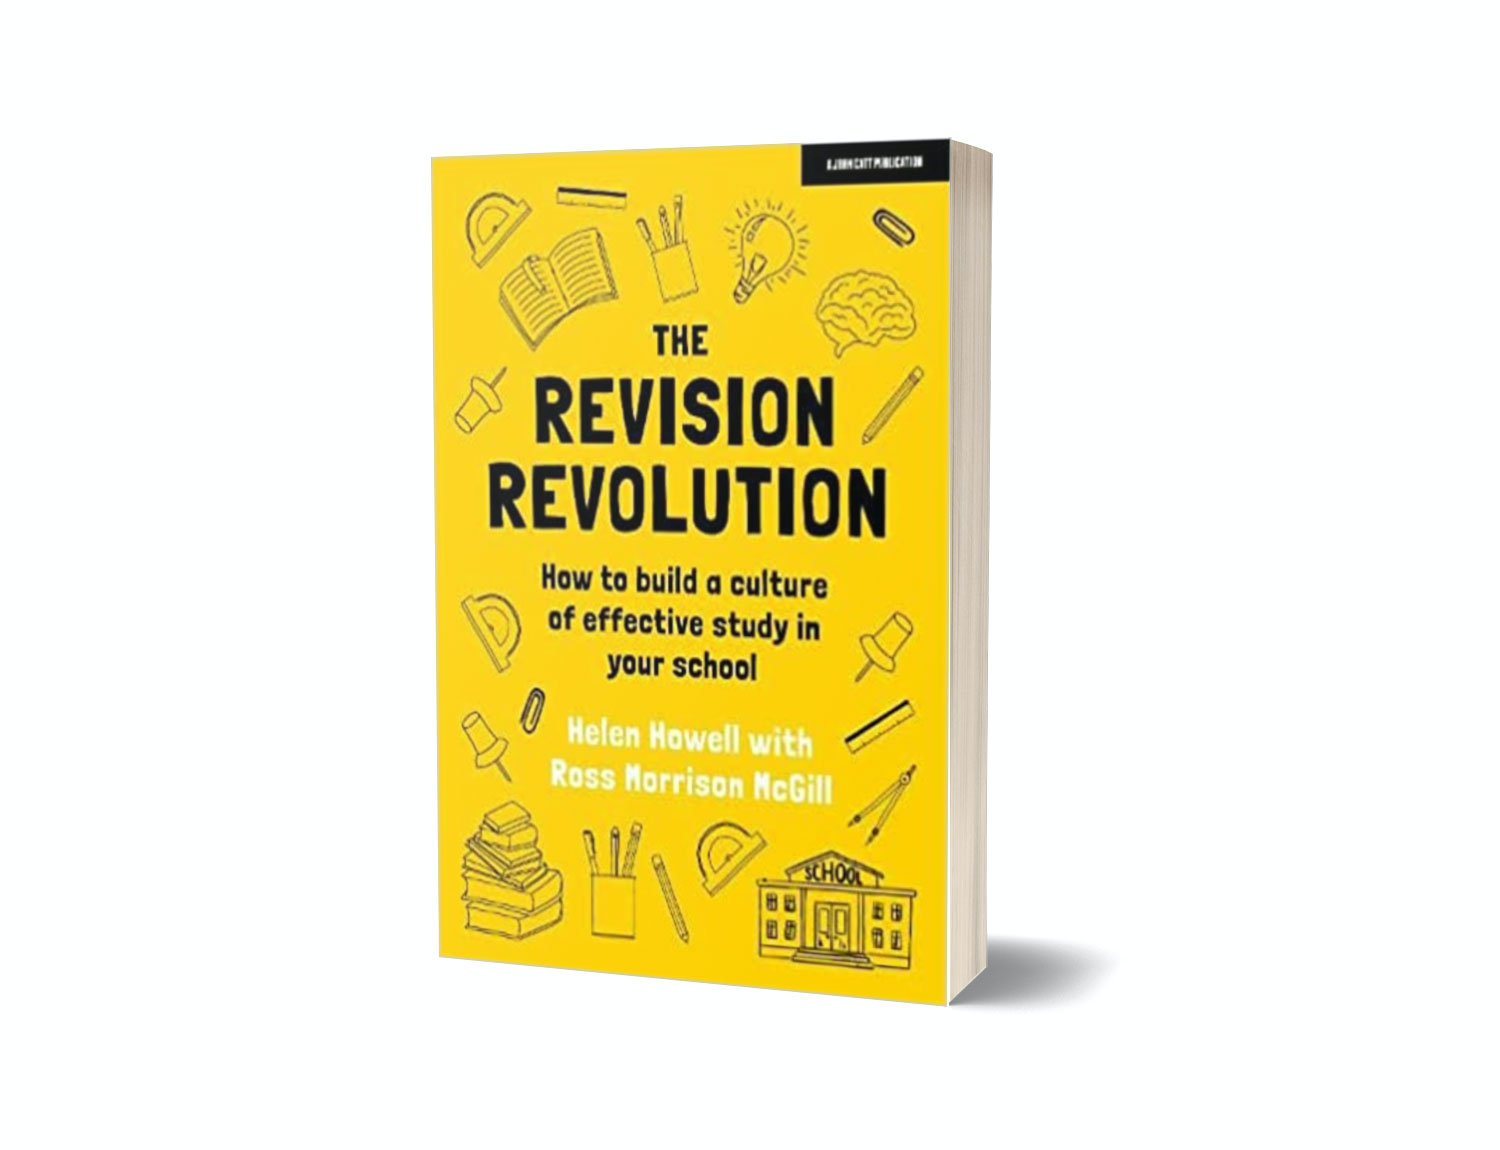 A JOHN CATT PUBLICATION
THE
REVISION
REVOLUTION
How to build a culture
of effective study in
your school
Helen Howell with
Ross Morrison McGill
SCHOOL